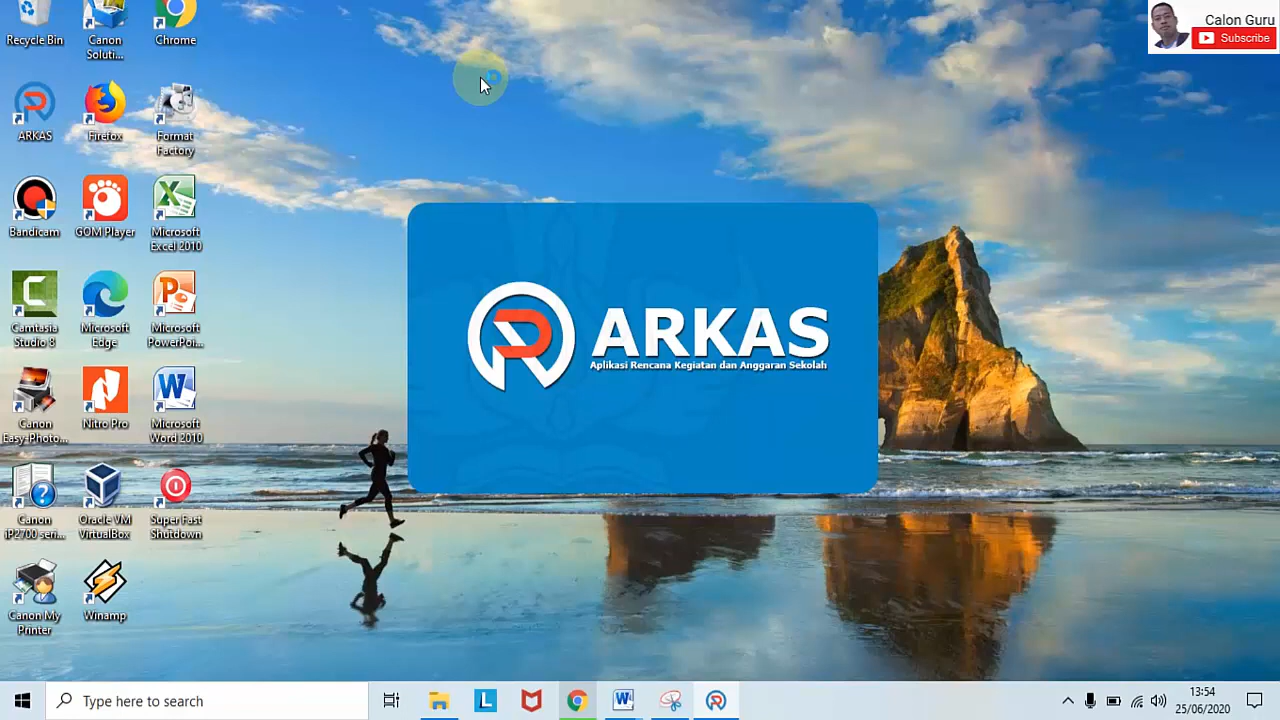 Calon Guru
Subscribe
Recycle Bin
Canon
Soluti...
Chrome
ARKAS
Firefox
Format
Factory
Bandicam
GOM Player
Microsoft
Excel 2010
Camtasia
Studio 8
Microsoft
Edge
Microsoft
PowerPoi...
Canon
Easy-Photo...
Nitro Pro
Microsoft
Word 2010
Canon
iP2700 seri...
Oracle VM
VirtualBox
Super Fast
Shutdown
Canon My
Printer
Winamp
ARKAS
Aplikasi Rencana Kegiatan dan Anggaran Sekolah
Type here to search
13:54
25/06/2020